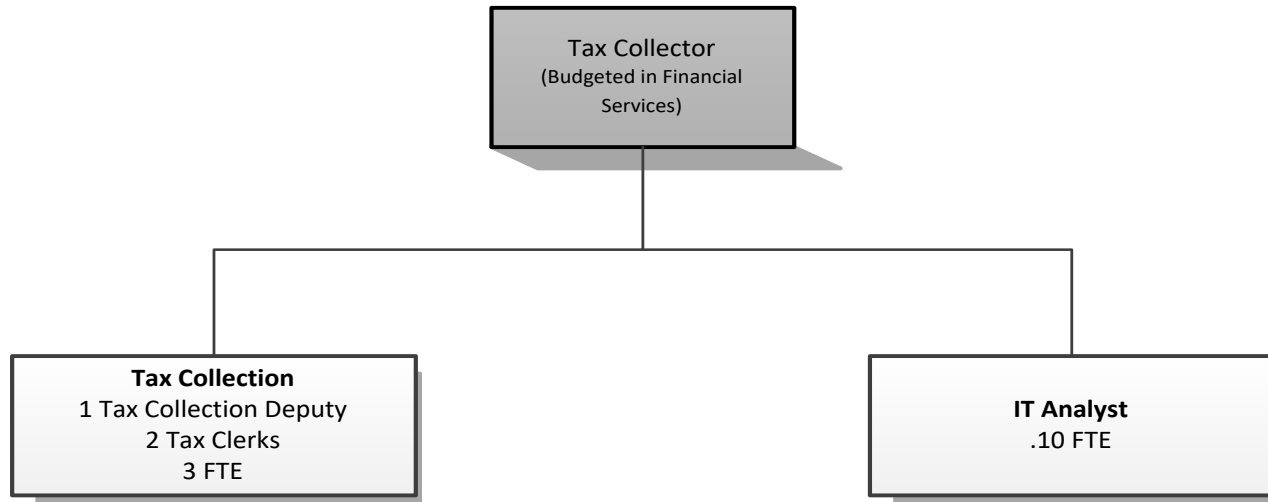 Tax Collector
(Budgeted in Financial
Services)
Tax Collection
1 Tax Collection Deputy
2 Tax Clerks
3 FTE
IT Analyst
.10 FTE